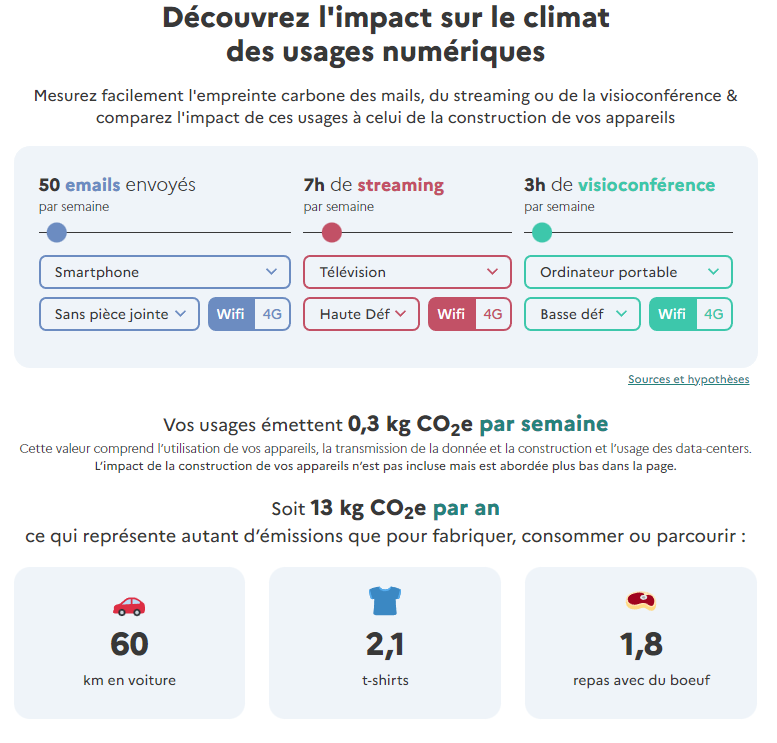 Découvrez l'impact sur le climat
des usages numériques
Mesurez facilement l'empreinte carbone des mails, du streaming ou de la visioconférence &
comparez l'impact de ces usages à celui de la construction de vos appareils
50 emails envoyés
par semaine
Smartphone
Sans pièce jointe
Wifi 4G
7h de streaming
par semaine
Télévision
Haute Déf
Wifi 4G
3h de visioconférence
par semaine
Ordinateur portable
Basse déf
Wifi 4G
Sources et hypothèses
Vos usages émettent 0,3 kg CO2e par semaine
Cette valeur comprend l’utilisation de vos appareils, la transmission de la donnée et la construction et l’usage des data-centers.
L’impact de la construction de vos appareils n’est pas incluse mais est abordée plus bas dans la page.
Soit 13 kg CO2e par an
ce qui représente autant d’émissions que pour fabriquer, consommer ou parcourir :
60
km en voiture
2,1
t-shirts
1,8
repas avec du boeuf